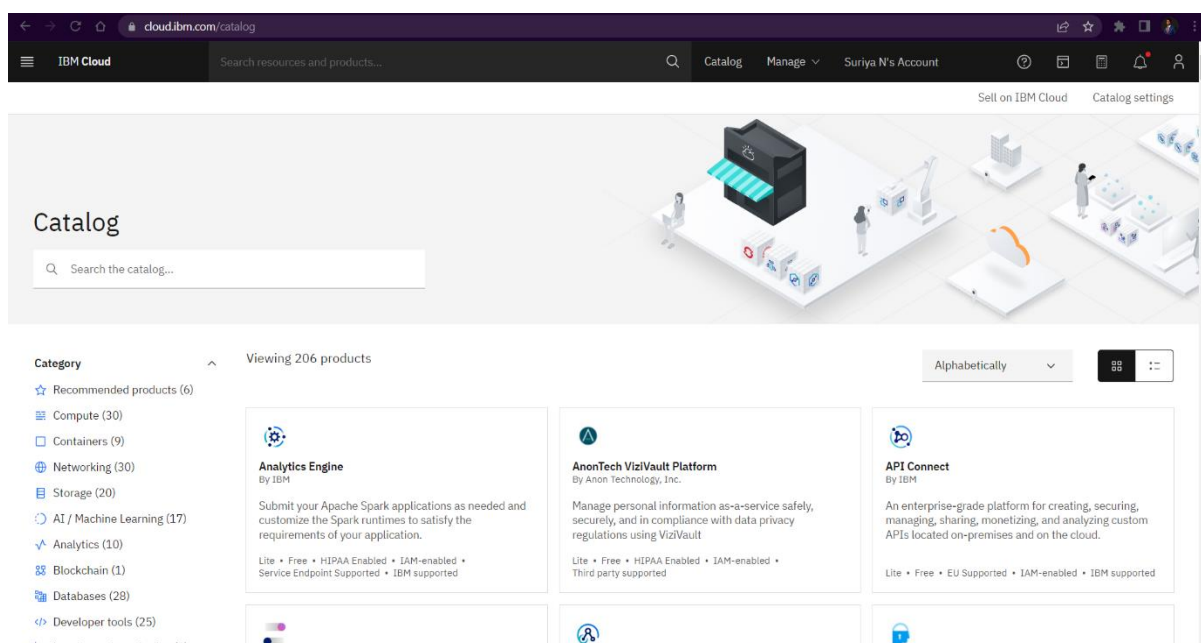 cloud.ibm.com/catalog
IBM Cloud
Search resources and products...
Catalog
Manage
Suriya N's Account
Sell on IBM Cloud
Catalog settings
Catalog
Search the catalog...
Category
Recommended products (6)
Compute (30)
Containers (9)
Networking (30)
Storage (20)
AI / Machine Learning (17)
Analytics (10)
Blockchain (1)
Databases (28)
Developer tools (25)
Viewing 206 products
Alphabetically
Analytics Engine
By IBM
Submit your Apache Spark applications as needed and
customize the Spark runtimes to satisfy the
requirements of your application.
Lite • Free • HIPAA Enabled • IAM-enabled •
Service Endpoint Supported • IBM supported
AnonTech ViziVault Platform
By Anon Technology, Inc.
Manage personal information as-a-service safely,
securely, and in compliance with data privacy
regulations using ViziVault
Lite • Free • HIPAA Enabled • IAM-enabled •
Third party supported
API Connect
By IBM
An enterprise-grade platform for creating, securing,
managing, sharing, monetizing, and analyzing custom
APIs located on-premises and on the cloud.
Lite • Free • EU Supported • IAM-enabled • IBM supported